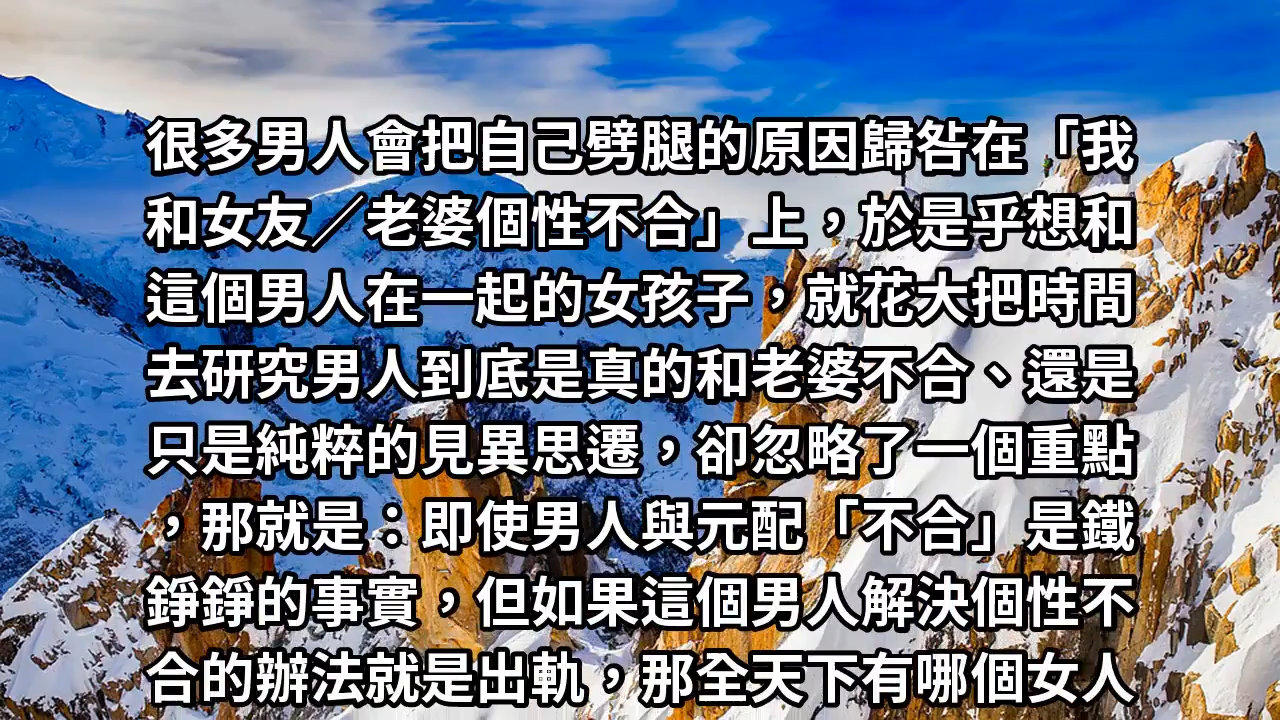 很多男人會把自己劈腿的原因歸咎在「我
和女友／老婆個性不合」上，於是乎想和
這個男人在一起的女孩子，就花大把時間
去研究男人到底是真的和老婆不合、還是
只是純粹的見異思遷，卻忽略了一個重點
，那就是：即使男人與元配「不合」是鐵
錚錚的事實，但如果這個男人解決個性不
合的辦法就是出軌，那全天下有哪個女人